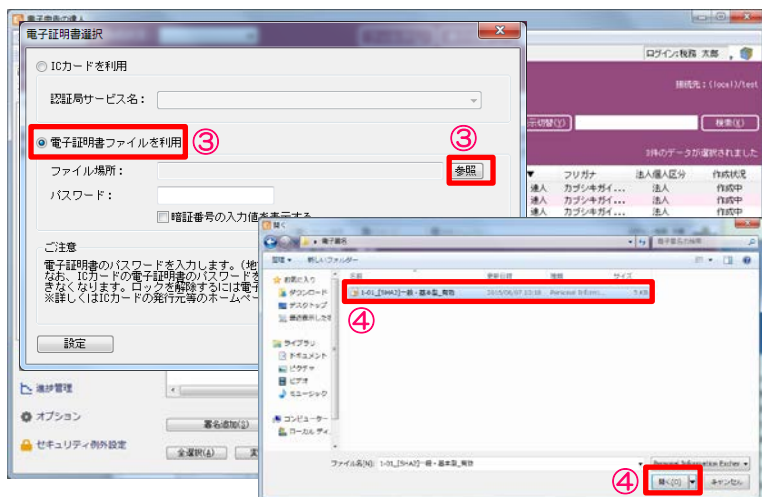 電子申告の達人
電子証明書選択
ICカードを利用
認証局サービス名：
電子証明書ファイルを利用
③
③
ファイル場所：
参照
パスワード：
暗証番号の入力値を表示する
ご注意
電子証明書のパスワードを入力します。（地
なお、ICカードの電子証明書のパスワードを
きなくなります。ロックを解除するには電子
※詳しくはICカードの発行元等のホームペー
設定
ログイン:税務 太郎
接続先：(local)/test
示切替(Y)
検索(K)
3件のデータが選択されました
フリガナ
法人個人区分
作成状況
達人
カブシキガイ...
法人
作成中
達人
カブシキガイ...
法人
作成中
達人
カブシキガイ...
法人
作成中
開く
電子署名
電子署名の検索
整理
新しいフォルダー
お気に入り
名前
更新日時
種類
サイズ
ダウンロード
1-01_[SHA2]一般・基本型_有効
5 KB
デスクトップ
最近表示した場
④
ライブラリ
ドキュメント
ピクチャ
ビデオ
ミュージック
コンピューター
ローカル ディ
ファイル名(N):
1-01_[SHA2]一般・基本型_有効
④
開く(O)
キャンセル
進捗管理
オプション
セキュリティ例外設定
署名追加(1)
全選択(A)